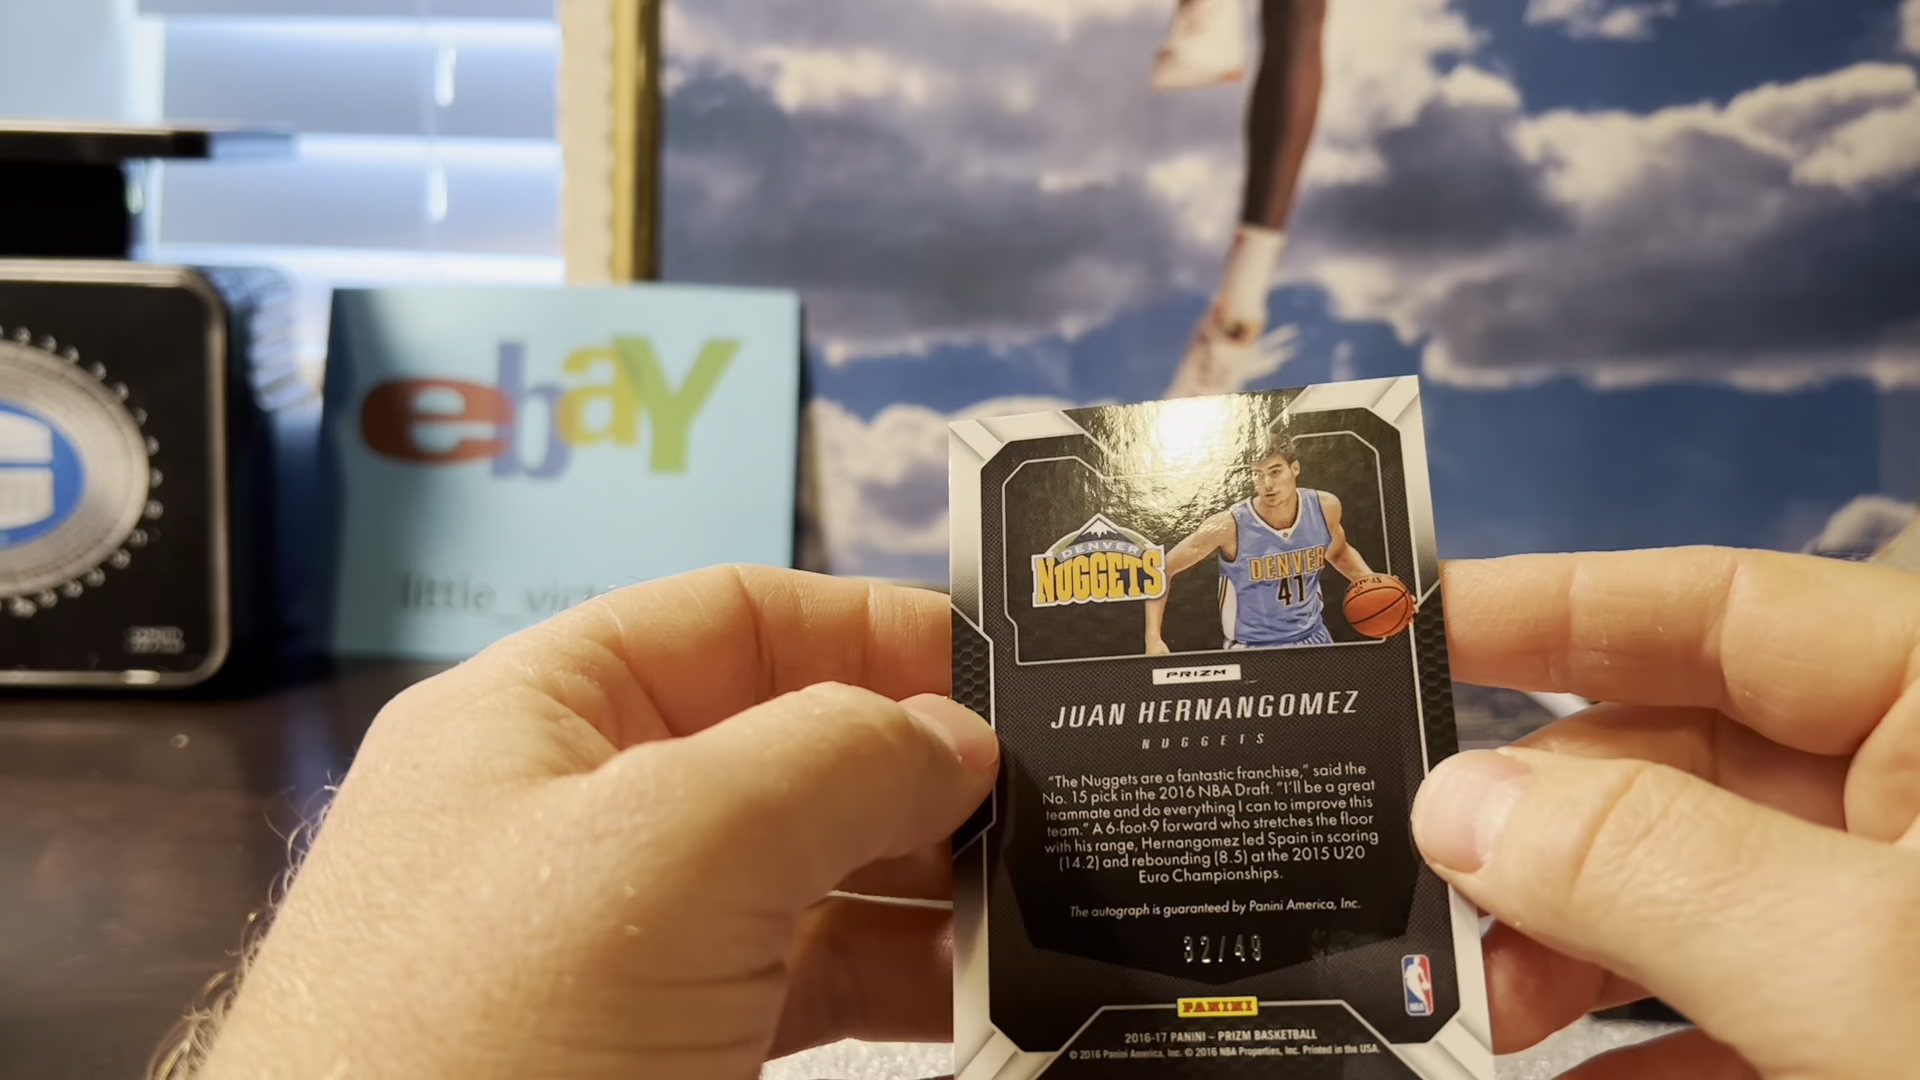 ebaY
little_vict
DENVER
NUGGETS
DENVER
41
PRIZM
JUAN HERNANGOMEZ
NUGGETS
"The Nuggets are a fantastic franchise," said the
No. 15 pick in the 2016 NBA Draft. "I'll be a great
teammate and do everything I can to improve this
team." A 6-foot-9 forward who stretches the floor
with his range, Hernangomez led Spain in scoring
(14.2) and rebounding (8.5) at the 2015 U20
Euro Championships.
The autograph is guaranteed by Panini America, Inc.
32/49
PANINI
2016-17 PANINI – PRIZM BASKETBALL
© 2016 Panini America, Inc. © 2016 NBA Properties, Inc. Printed in the USA.